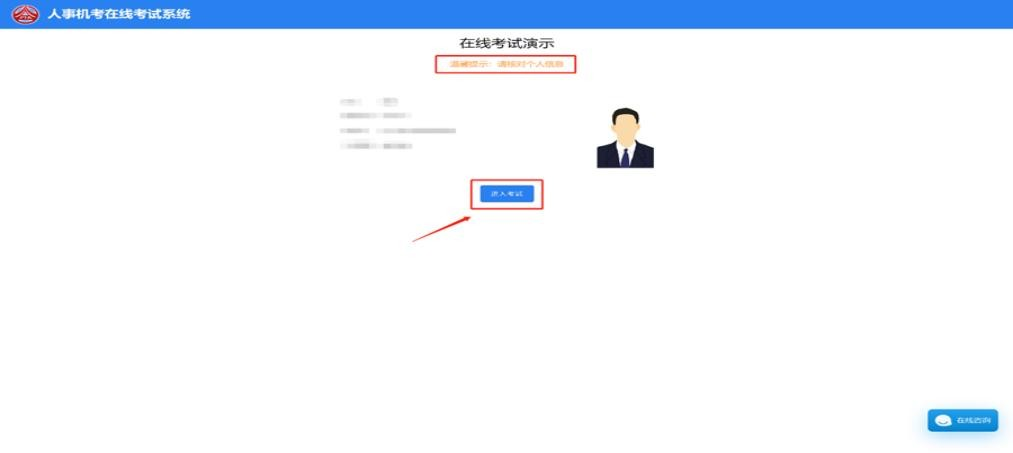 人事机考在线考试系统
在线考试演示
温馨提示：请核对个人信息
进入考试
在线咨询